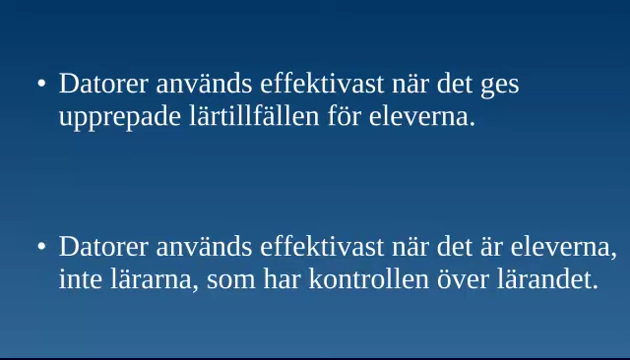 • Datorer används effektivast när det ges
upprepade lärtillfällen för eleverna.
• Datorer används effektivast när det är eleverna,
inte lärarna, som har kontrollen över lärandet.